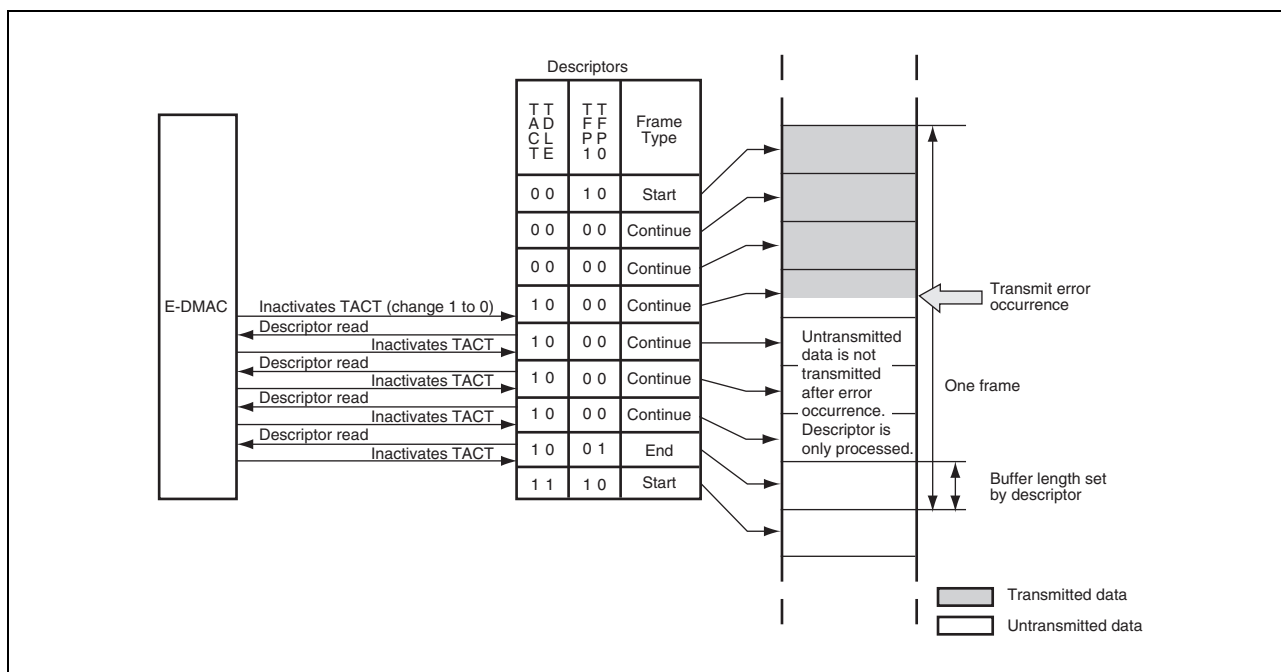 Descriptors
TACT TDLE TFP1 TFP0 Frame Type
0 0 1 0 Start
0 0 0 0 Continue
0 0 0 0 Continue
1 0 0 0 Continue
1 0 0 0 Continue
1 0 0 0 Continue
1 0 0 0 Continue
1 0 0 1 End
1 1 1 0 Start
E-DMAC
Inactivates TACT (change 1 to 0)
Descriptor read
Inactivates TACT
Descriptor read
Inactivates TACT
Descriptor read
Inactivates TACT
Descriptor read
Inactivates TACT
Untransmitted
data is not
transmitted
after error
occurrence.
Descriptor is
only processed.
Transmit error
occurrence
One frame
Buffer length set
by descriptor
Transmitted data
Untransmitted data